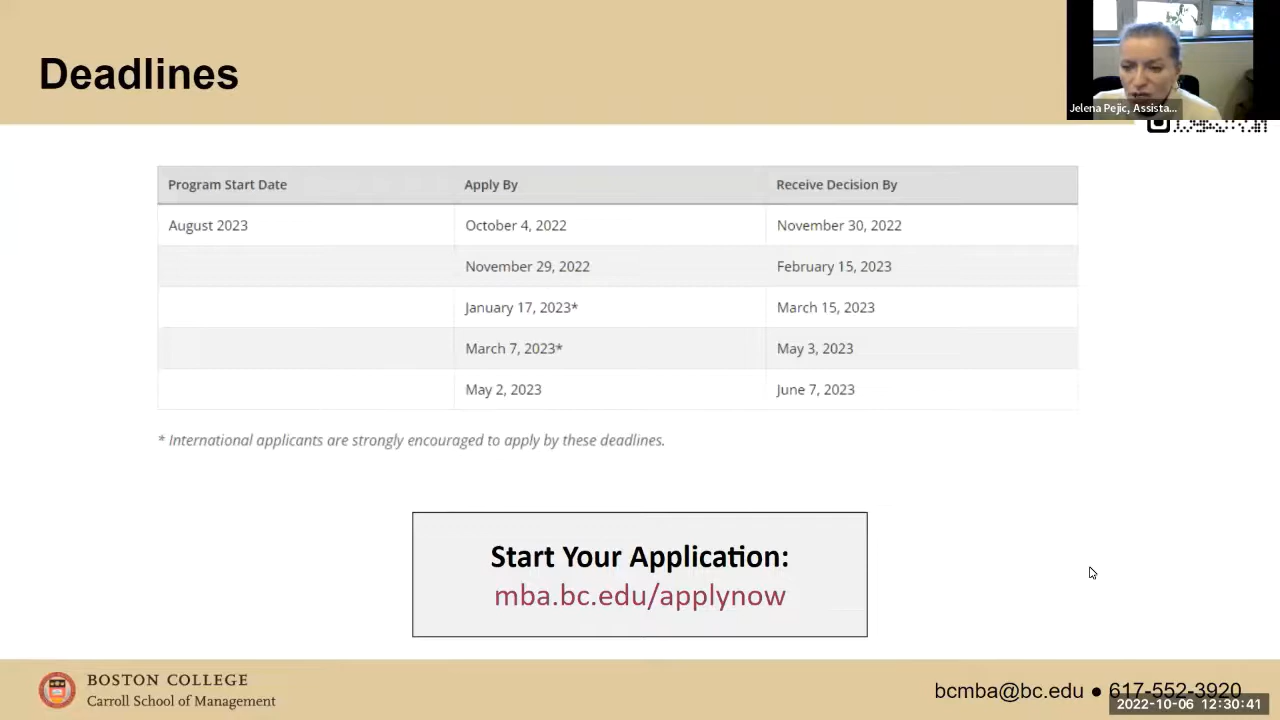 Deadlines
Jelena Pejic, Assista...
Program Start Date Apply By Receive Decision By
August 2023 October 4, 2022 November 30, 2022
November 29, 2022 February 15, 2023
January 17, 2023* March 15, 2023
March 7, 2023* May 3, 2023
May 2, 2023 June 7, 2023
* International applicants are strongly encouraged to apply by these deadlines.
Start Your Application:
mba.bc.edu/applynow
BOSTON COLLEGE
Carroll School of Management
bcmba@bc.edu ● 617-552-3920
2022-10-06 12:30:41